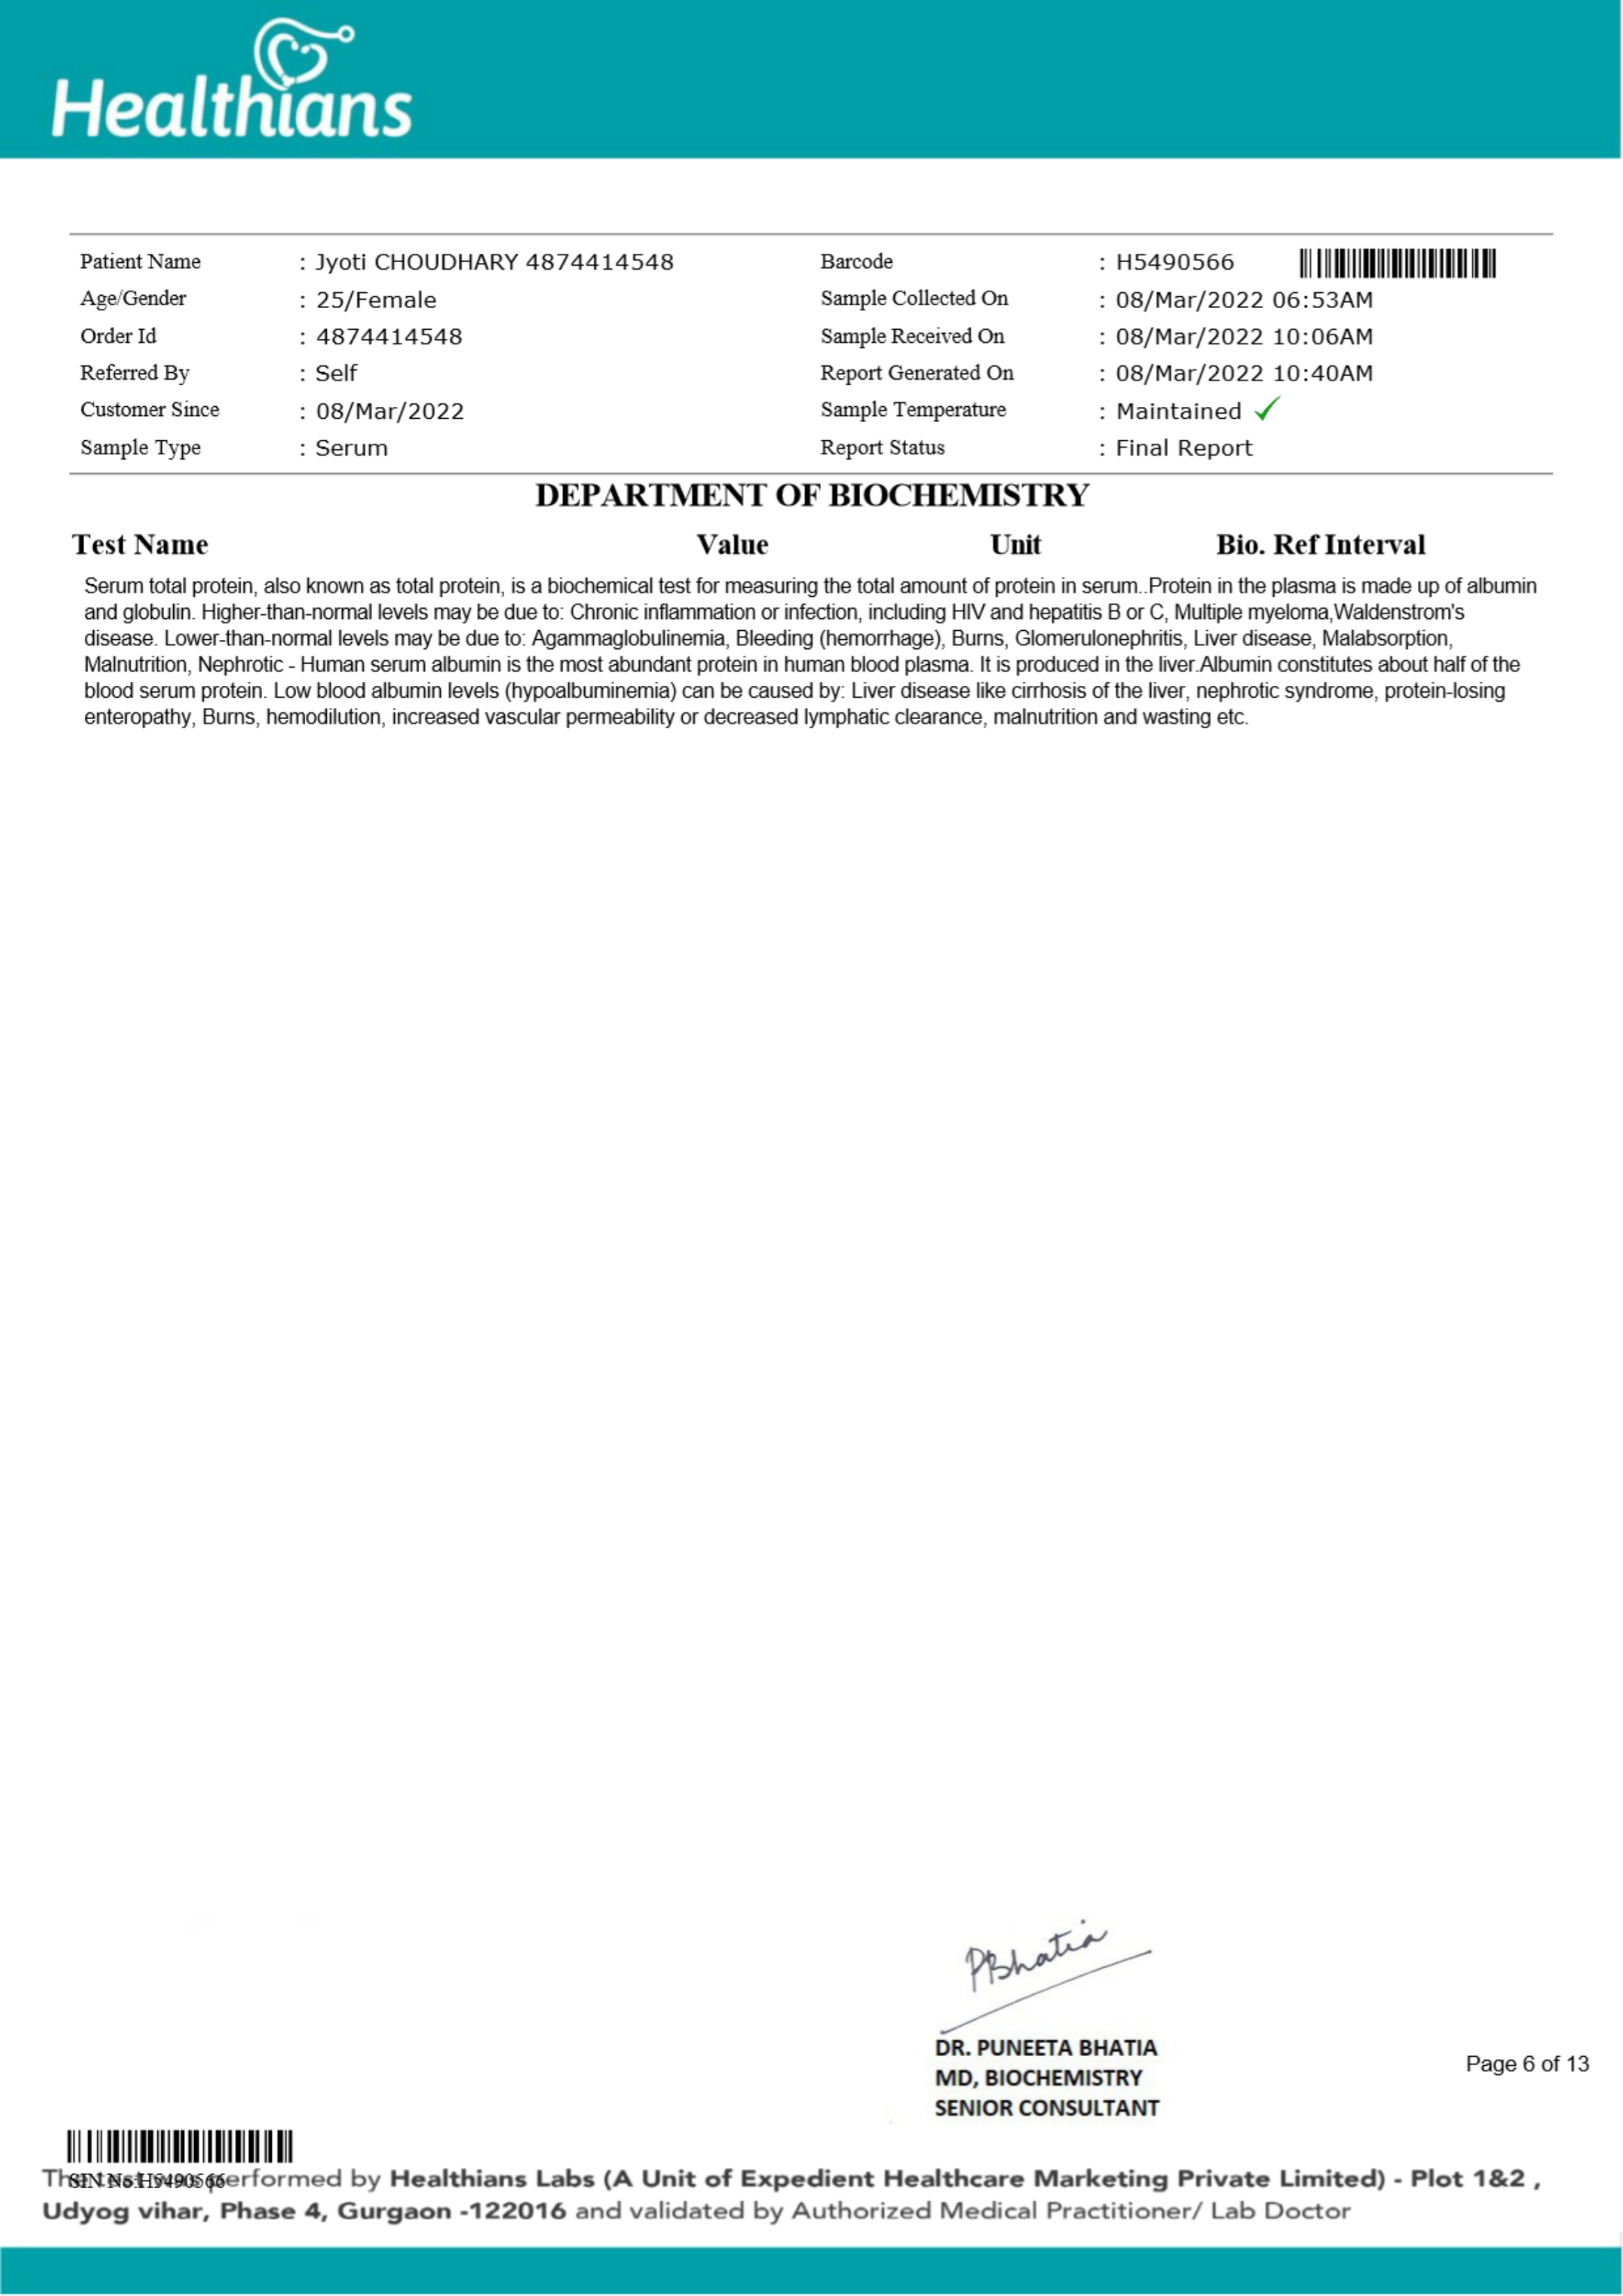 Healthians
Patient Name : Jyoti CHOUDHARY 4874414548 Barcode : H5490566
Age/Gender : 25/Female Sample Collected On : 08/Mar/2022 06:53AM
Order Id : 4874414548 Sample Received On : 08/Mar/2022 10:06AM
Referred By : Self Report Generated On : 08/Mar/2022 10:40AM
Customer Since : 08/Mar/2022 Sample Temperature : Maintained ✓
Sample Type : Serum Report Status : Final Report
DEPARTMENT OF BIOCHEMISTRY
Test Name Value Unit Bio. Ref Interval
Serum total protein, also known as total protein, is a biochemical test for measuring the total amount of protein in serum..Protein in the plasma is made up of albumin
and globulin. Higher-than-normal levels may be due to: Chronic inflammation or infection, including HIV and hepatitis B or C, Multiple myeloma,Waldenstrom's
disease. Lower-than-normal levels may be due to: Agammaglobulinemia, Bleeding (hemorrhage), Burns, Glomerulonephritis, Liver disease, Malabsorption,
Malnutrition, Nephrotic - Human serum albumin is the most abundant protein in human blood plasma. It is produced in the liver.Albumin constitutes about half of the
blood serum protein. Low blood albumin levels (hypoalbuminemia) can be caused by: Liver disease like cirrhosis of the liver, nephrotic syndrome, protein-losing
enteropathy, Burns, hemodilution, increased vascular permeability or decreased lymphatic clearance, malnutrition and wasting etc.
PBhatia
DR. PUNEETA BHATIA
MD, BIOCHEMISTRY
SENIOR CONSULTANT
Page 6 of 13
SIN No:H5490566
performed by Healthians Labs (A Unit of Expedient Healthcare Marketing Private Limited) - Plot 1&2 ,
Udyog vihar, Phase 4, Gurgaon -122016 and validated by Authorized Medical Practitioner/ Lab Doctor